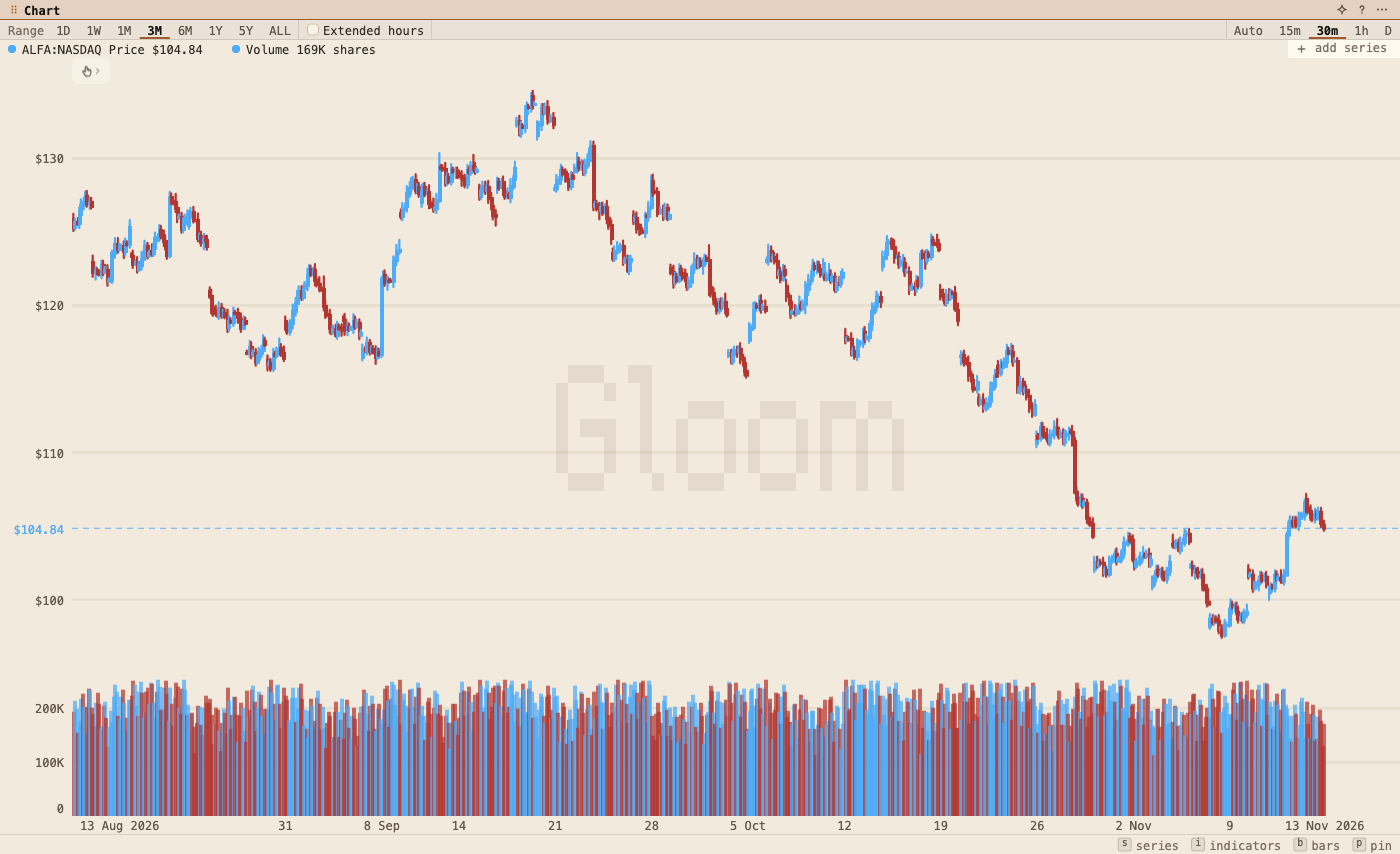 Chart ? ⋯
Range 1D 1W 1M 3M 6M 1Y 5Y ALL Extended hours Auto 15m 30m 1h D
ALFA:NASDAQ Price $104.84 Volume 169K shares + add series
$130
$120
Gloom
$110
$104.84
$100
200K
100K
0
13 Aug 2026 31 8 Sep 14 21 28 5 Oct 12 19 26 2 Nov 9 13 Nov 2026
s series i indicators b bars p pin